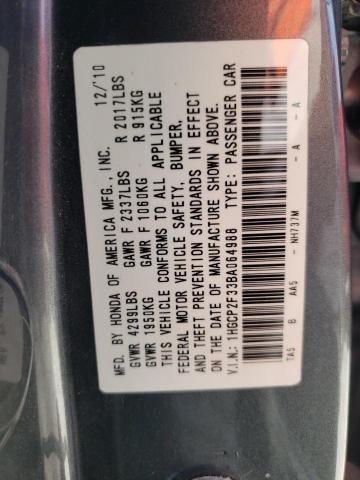 MFD. BY HONDA OF AMERICA MFG., INC. 12/'10
GVWR 4299LBS GAWR F 2337LBS R 2017LBS
GVWR 1950KG GAWR F 1060KG R 915KG
THIS VEHICLE CONFORMS TO ALL APPLICABLE
FEDERAL MOTOR VEHICLE SAFETY, BUMPER,
AND THEFT PREVENTION STANDARDS IN EFFECT
ON THE DATE OF MANUFACTURE SHOWN ABOVE.
V.I.N.: 1HGCP2F33BA064988 TYPE: PASSENGER CAR
TA5 B AA5 - NH737M - A - A